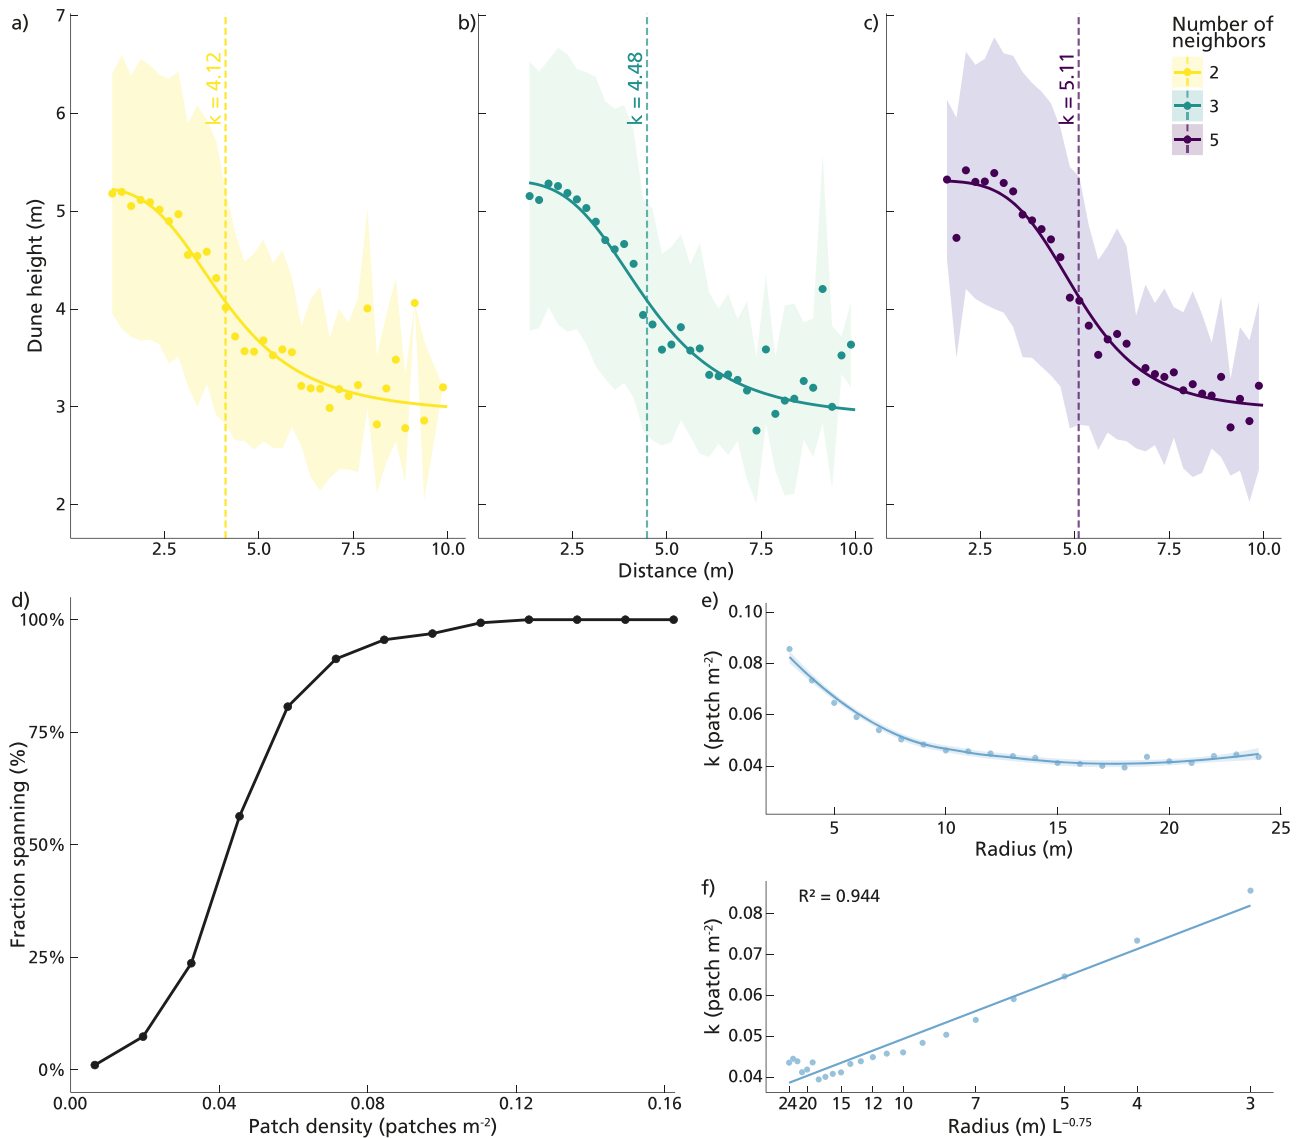 a)
b)
c)
Number of
neighbors
2
3
5
k = 4.12
k = 4.48
k = 5.11
Dune height (m)
7
6
5
4
3
2
2.5 5.0 7.5 10.0
2.5 5.0 7.5 10.0
2.5 5.0 7.5 10.0
Distance (m)
d)
Fraction spanning (%)
100%
75%
50%
25%
0%
0.00 0.04 0.08 0.12 0.16
Patch density (patches m⁻²)
e)
k (patch m⁻²)
0.10
0.08
0.06
0.04
5 10 15 20 25
Radius (m)
f)
R² = 0.944
k (patch m⁻²)
0.08
0.07
0.06
0.05
0.04
24 20 15 12 10 7 5 4 3
Radius (m) L⁻⁰·⁷⁵